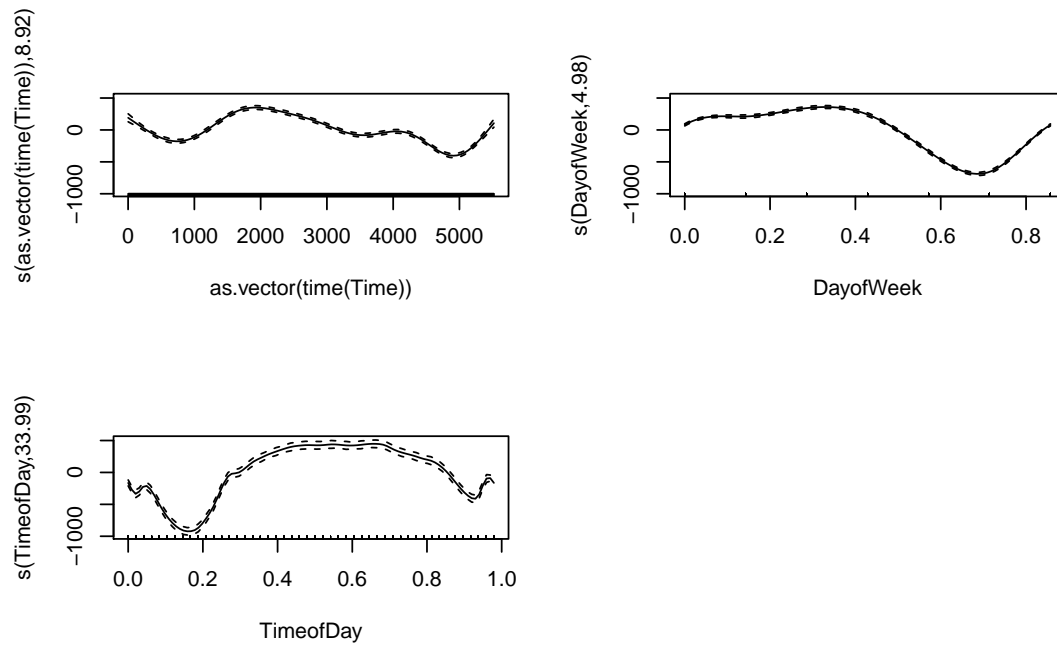 s(as.vector(time(Time)),8.92)
0
−1000
0 1000 2000 3000 4000 5000
as.vector(time(Time))
s(DayofWeek,4.98)
0
−1000
0.0 0.2 0.4 0.6 0.8
DayofWeek
s(TimeofDay,33.99)
0
−1000
0.0 0.2 0.4 0.6 0.8 1.0
TimeofDay